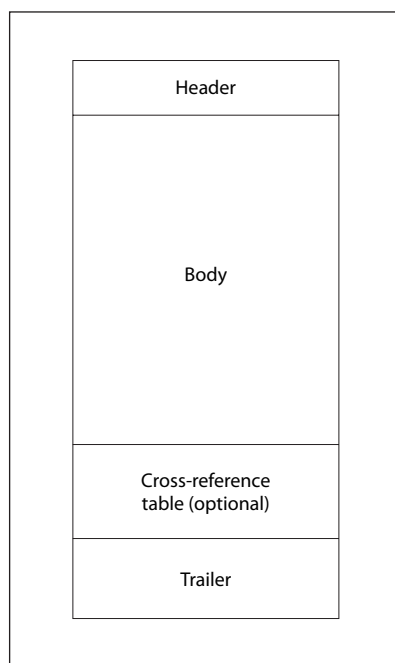 Header
Body
Cross-reference
table (optional)
Trailer